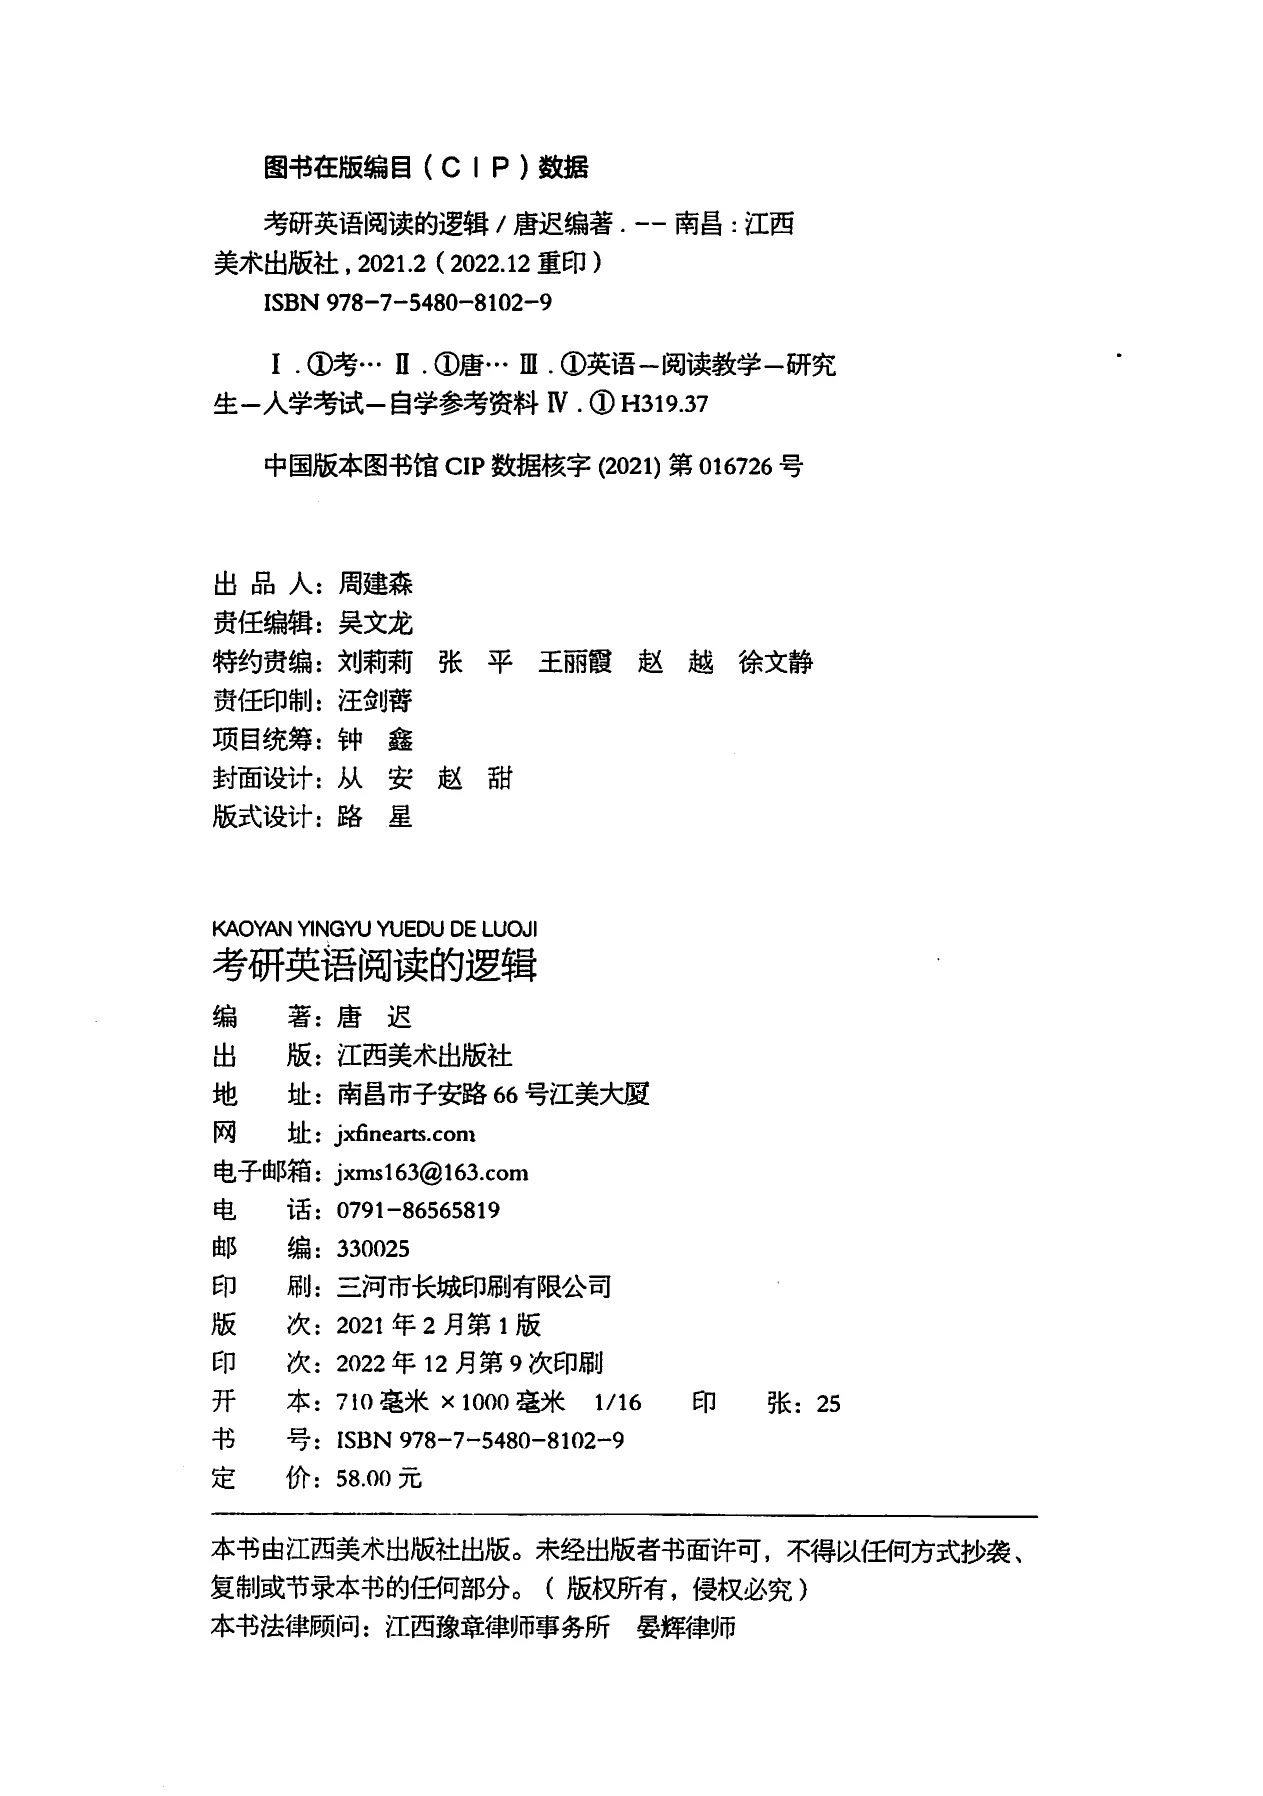 图书在版编目（CIP）数据
考研英语阅读的逻辑 / 唐迟编著 . -- 南昌 : 江西
美术出版社 , 2021.2（2022.12 重印）
ISBN 978-7-5480-8102-9
Ⅰ . ①考… Ⅱ . ①唐… Ⅲ . ①英语－阅读教学－研究
生－入学考试－自学参考资料 Ⅳ . ① H319.37
中国版本图书馆 CIP 数据核字 (2021) 第 016726 号
出 品 人：周建森
责任编辑：吴文龙
特约责编：刘莉莉 张 平 王丽霞 赵 越 徐文静
责任印制：汪剑菁
项目统筹：钟 鑫
封面设计：从 安 赵 甜
版式设计：路 星
KAOYAN YINGYU YUEDU DE LUOJI
考研英语阅读的逻辑
编 著：唐 迟
出 版：江西美术出版社
地 址：南昌市子安路 66 号江美大厦
网 址：jxfinearts.com
电子邮箱：jxms163@163.com
电 话：0791-86565819
邮 编：330025
印 刷：三河市长城印刷有限公司
版 次：2021 年 2 月第 1 版
印 次：2022 年 12 月第 9 次印刷
开 本：710 毫米 × 1000 毫米 1/16 印 张：25
书 号：ISBN 978-7-5480-8102-9
定 价：58.00 元
本书由江西美术出版社出版。未经出版者书面许可，不得以任何方式抄袭、
复制或节录本书的任何部分。（ 版权所有，侵权必究）
本书法律顾问：江西豫章律师事务所 晏辉律师